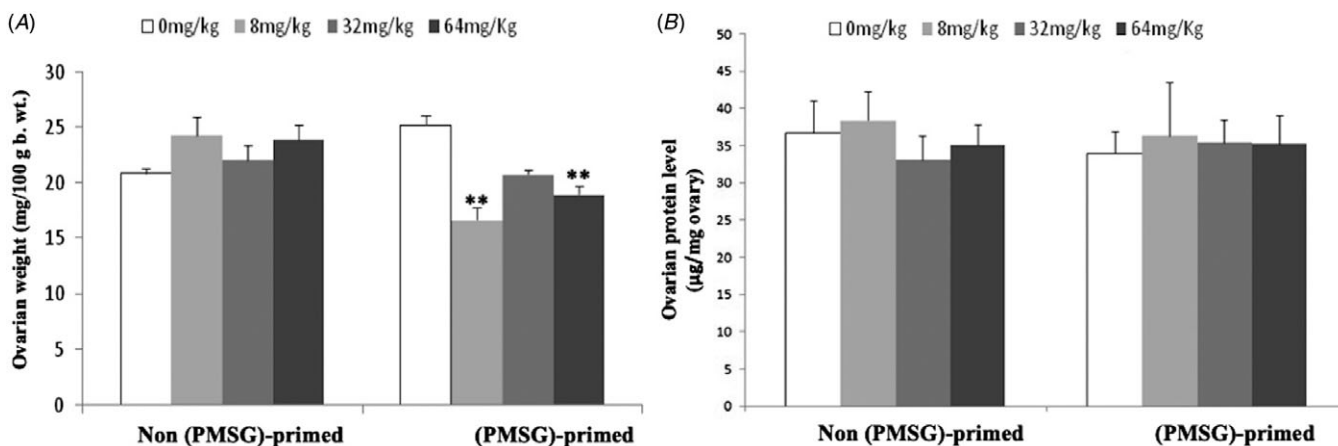 (A)
0mg/kg 8mg/kg 32mg/kg 64mg/Kg
Ovarian weight (mg/100 g b. wt.)
30
25
20
15
10
5
0
** **
Non (PMSG)-primed (PMSG)-primed
(B)
0mg/kg 8mg/kg 32mg/kg 64mg/Kg
Ovarian protein level
(µg/mg ovary)
50
45
40
35
30
25
20
15
10
5
0
Non (PMSG)-primed (PMSG)-primed